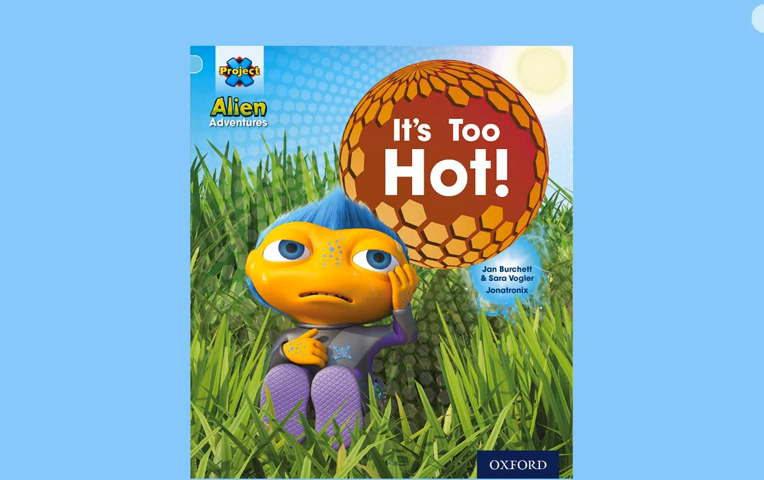 Project
Alien
Adventures
It's Too
Hot!
Jan Burchett
& Sara Vogler
Jonatronix
OXFORD